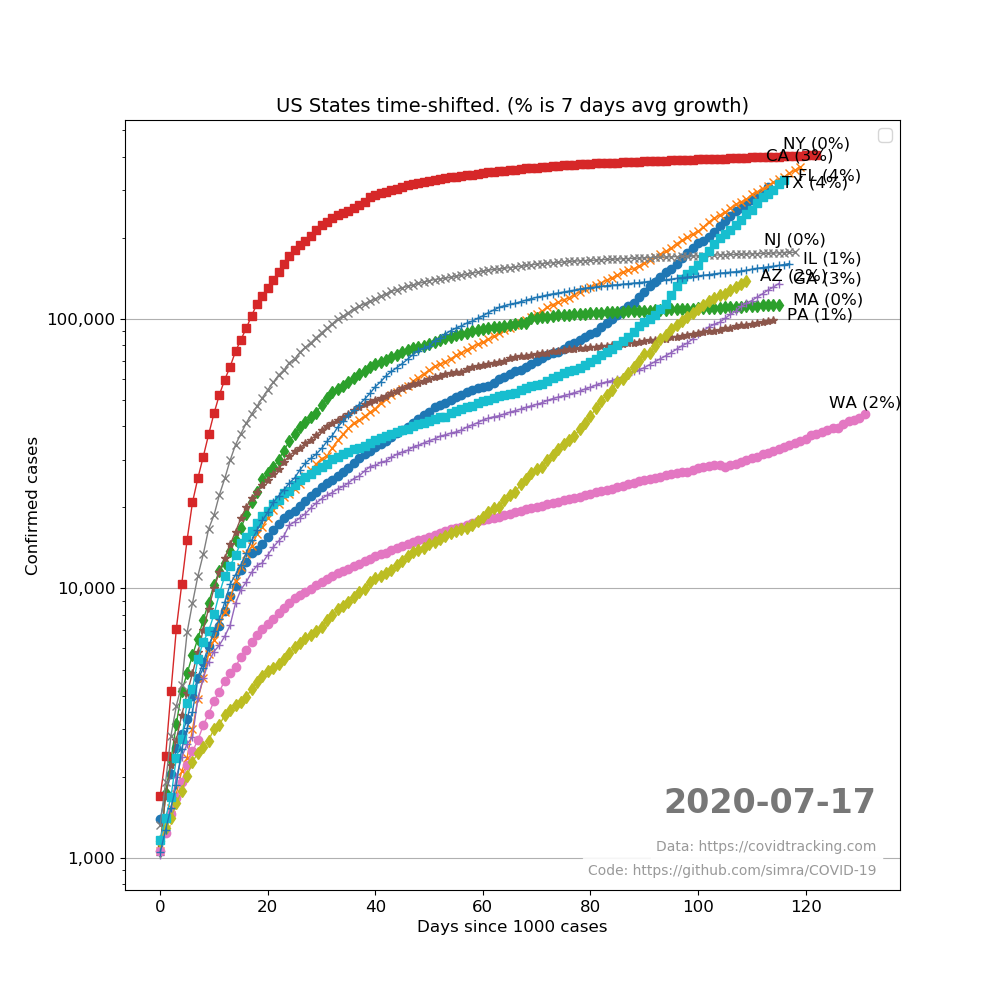 US States time-shifted. (% is 7 days avg growth)
NY (0%)
CA (3%)
FL (4%)
TX (4%)
NJ (0%)
IL (1%)
AZ (2%)
GA (3%)
MA (0%)
PA (1%)
WA (2%)
100,000
10,000
1,000
Confirmed cases
2020-07-17
Data: https://covidtracking.com
Code: https://github.com/simra/COVID-19
0 20 40 60 80 100 120
Days since 1000 cases